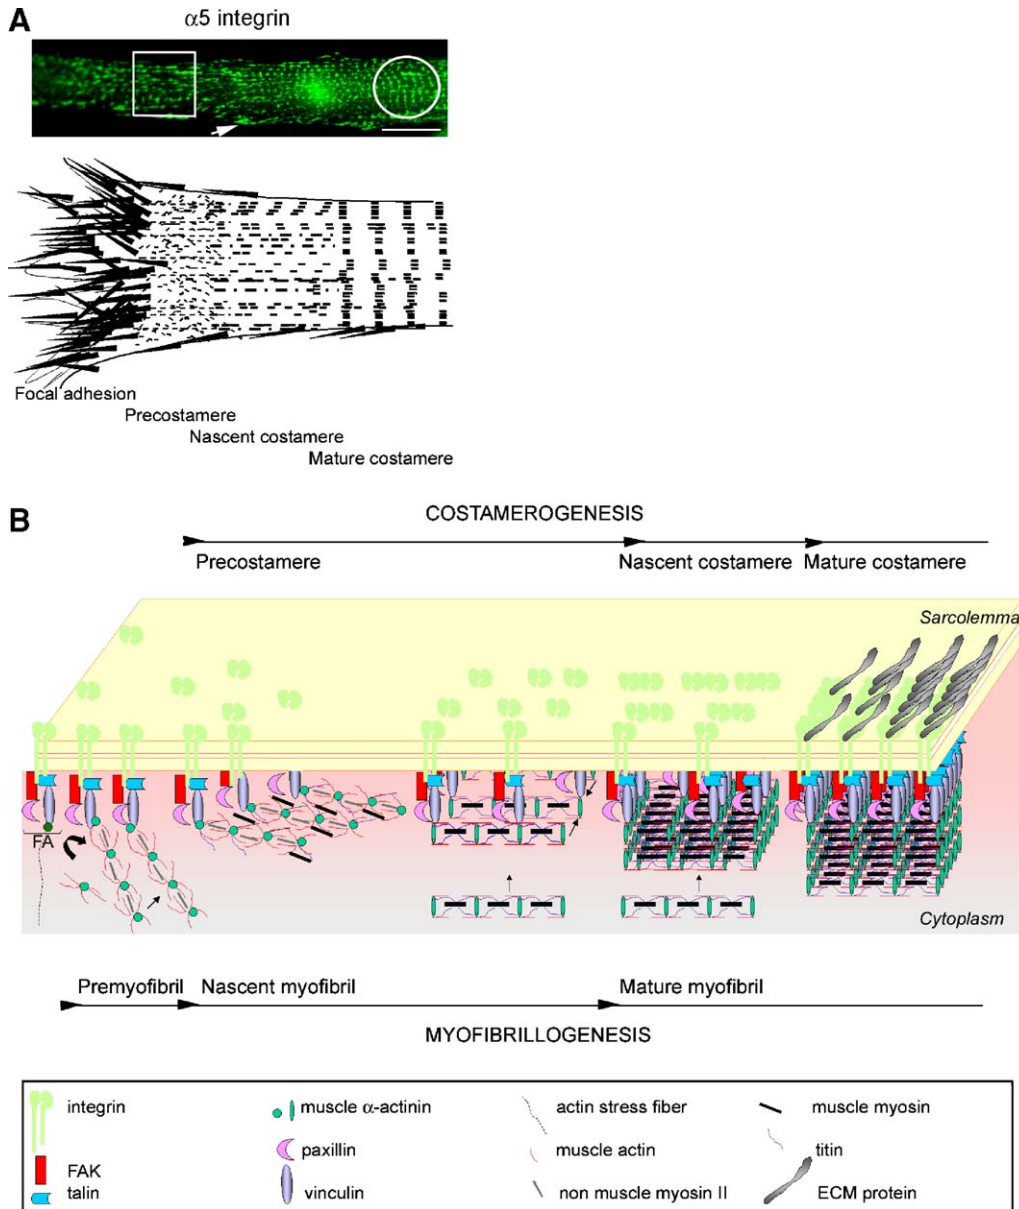 A
α5 integrin
Focal adhesion
Precostamere
Nascent costamere
Mature costamere
B
COSTAMEROGENESIS
Precostamere
Nascent costamere
Mature costamere
Sarcolemma
FA
Cytoplasm
Premyofibril
Nascent myofibril
Mature myofibril
MYOFIBRILLOGENESIS
integrin
muscle α-actinin
actin stress fiber
muscle myosin
FAK
paxillin
muscle actin
titin
talin
vinculin
non muscle myosin II
ECM protein